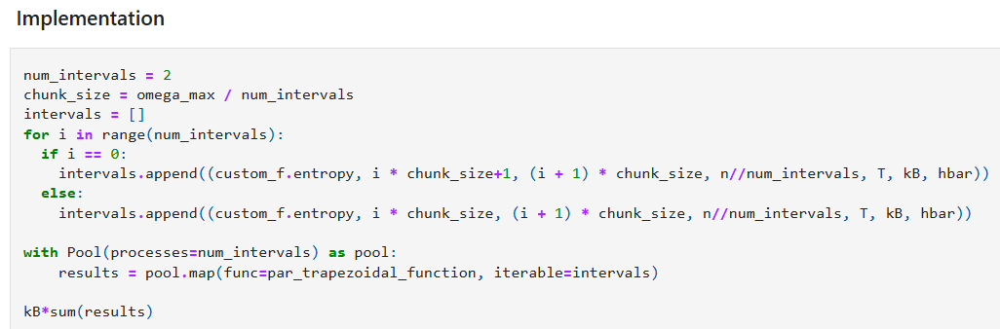 Implementation
num_intervals = 2
chunk_size = omega_max / num_intervals
intervals = []
for i in range(num_intervals):
  if i == 0:
    intervals.append((custom_f.entropy, i * chunk_size+1, (i + 1) * chunk_size, n//num_intervals, T, kB, hbar))
  else:
    intervals.append((custom_f.entropy, i * chunk_size, (i + 1) * chunk_size, n//num_intervals, T, kB, hbar))
with Pool(processes=num_intervals) as pool:
    results = pool.map(func=par_trapezoidal_function, iterable=intervals)
kB*sum(results)